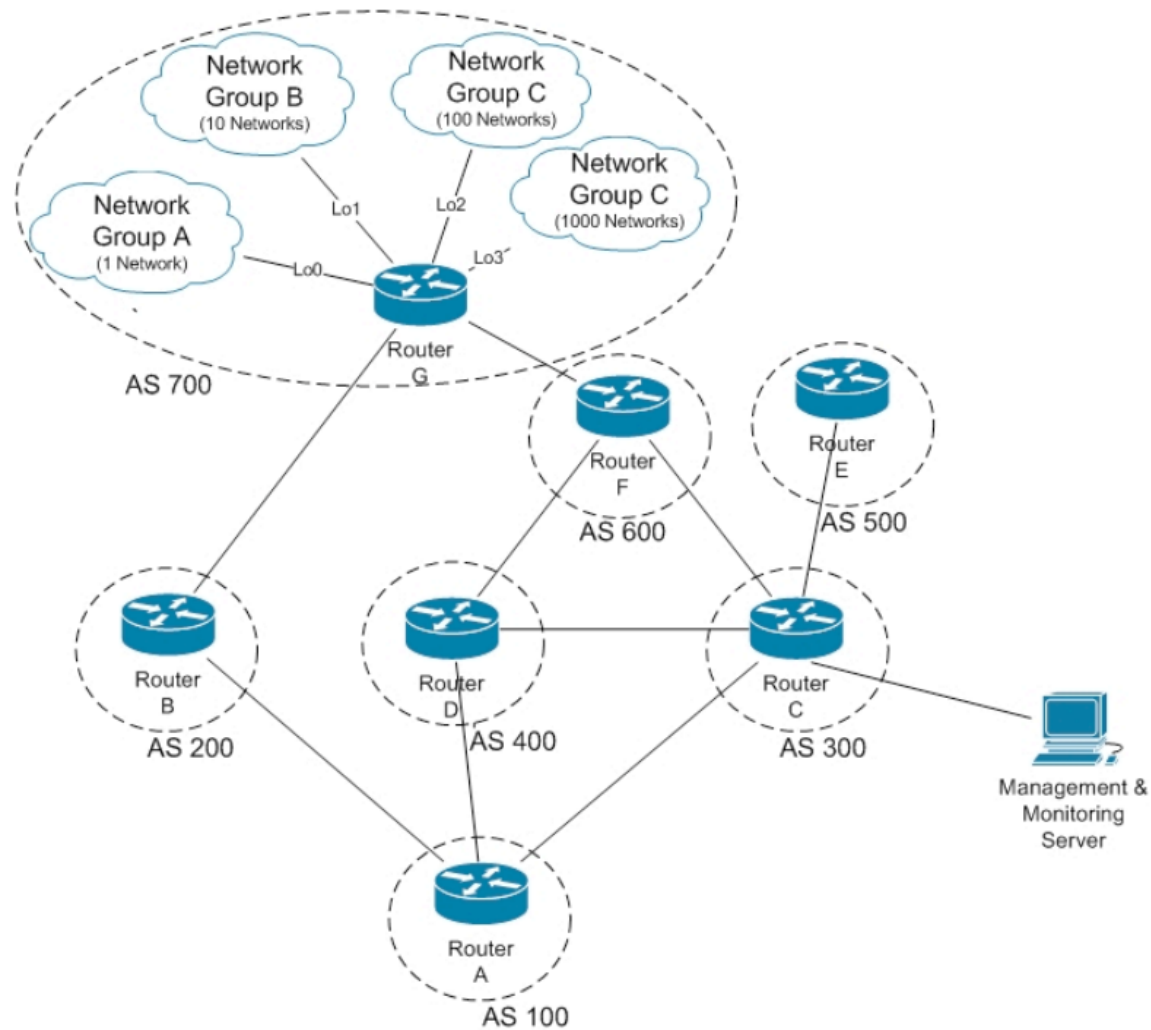 Network
Group B
(10 Networks)
Network
Group C
(100 Networks)
Network
Group C
(1000 Networks)
Network
Group A
(1 Network)
Lo1
Lo2
Lo3
Lo0
Router
G
AS 700
Router
F
AS 600
Router
E
AS 500
Router
B
AS 200
Router
D
AS 400
Router
C
AS 300
Management &
Monitoring
Server
Router
A
AS 100